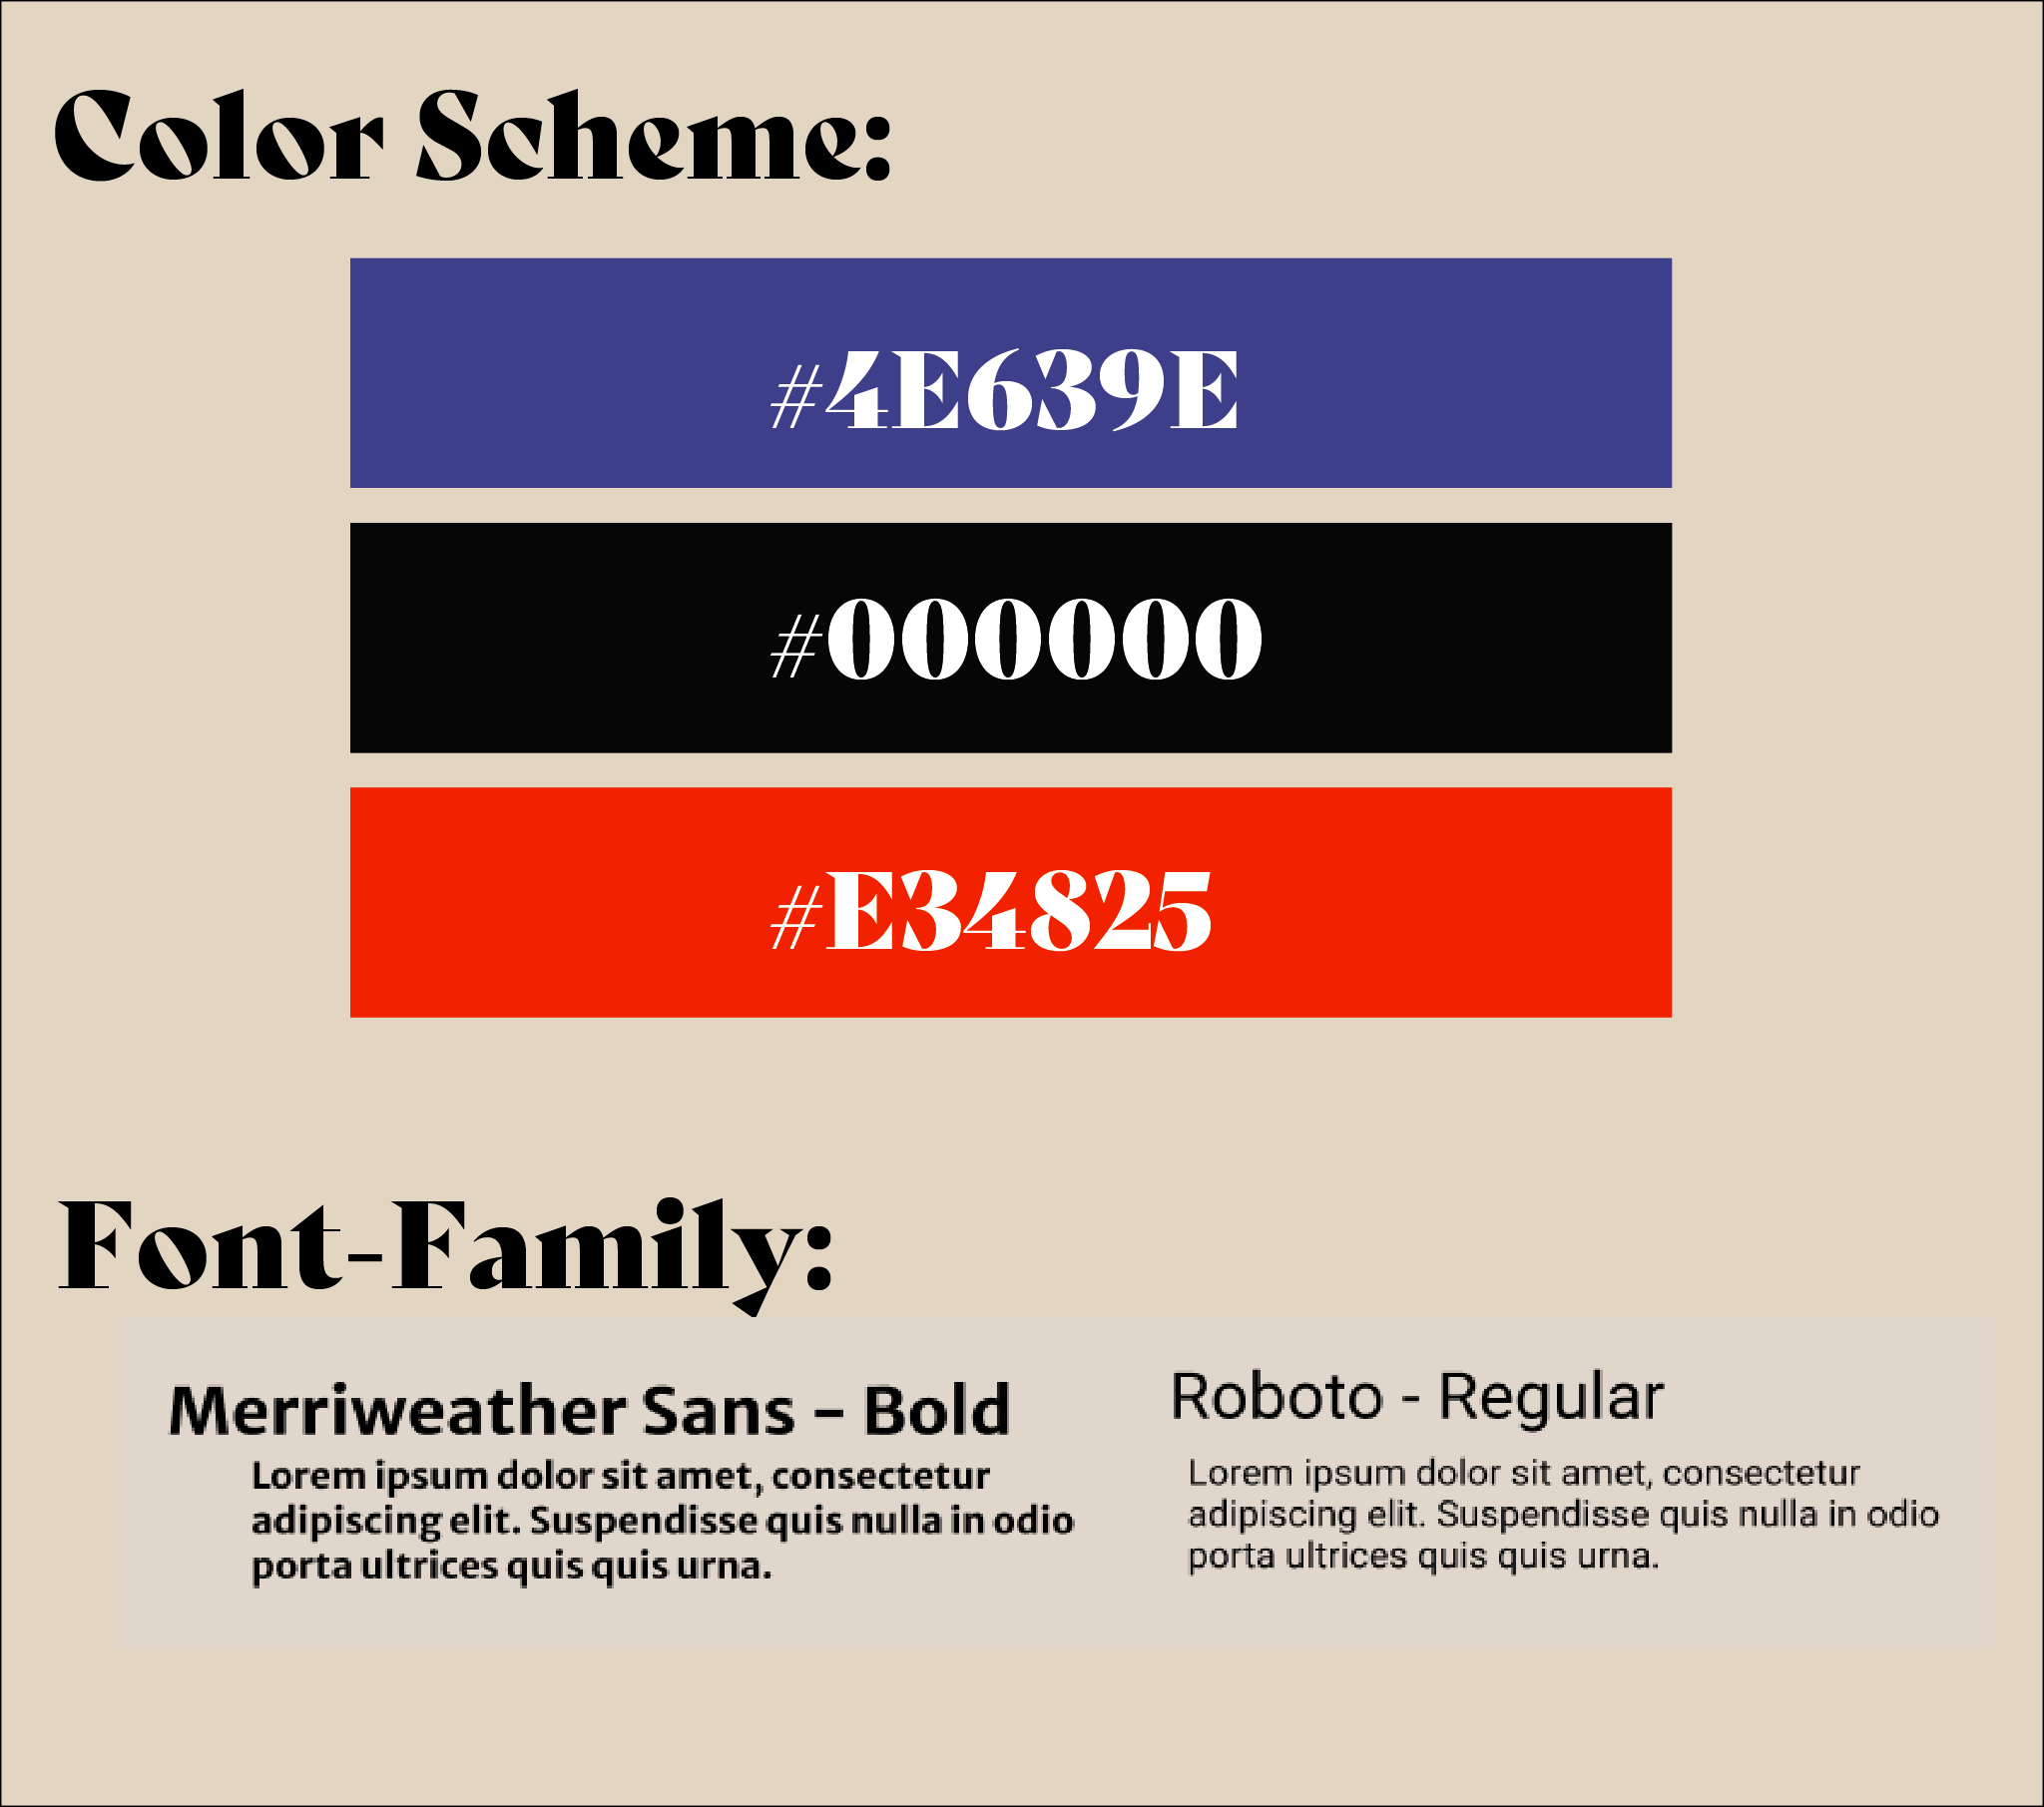 Color Scheme:
#4E639E
#000000
#E34825
Font-Family:
Merriweather Sans - Bold
Lorem ipsum dolor sit amet, consectetur
adipiscing elit. Suspendisse quis nulla in odio
porta ultrices quis quis urna.
Roboto - Regular
Lorem ipsum dolor sit amet, consectetur
adipiscing elit. Suspendisse quis nulla in odio
porta ultrices quis quis urna.